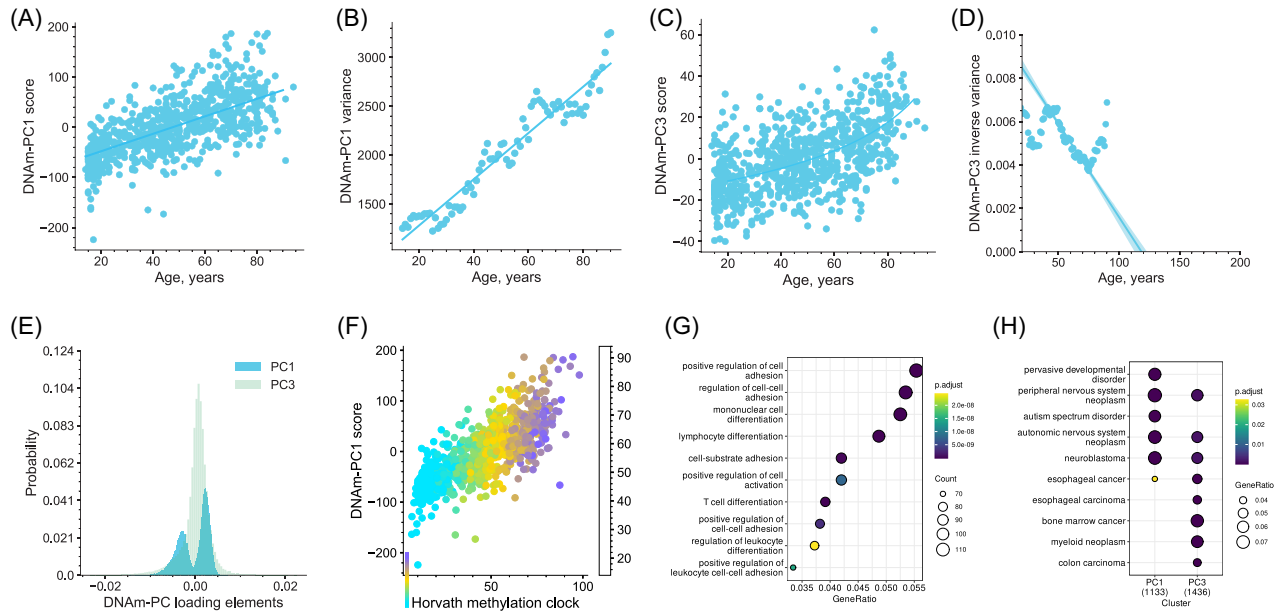 (A)
DNAm-PC1 score
200
100
0
−100
−200
20 40 60 80
Age, years
(B)
DNAm-PC1 variance
3000
2500
2000
1500
20 40 60 80
Age, years
(C)
DNAm-PC3 score
60
40
20
0
−20
−40
20 40 60 80
Age, years
(D)
DNAm-PC3 inverse variance
0.010
0.008
0.006
0.004
0.002
0.000
50 100 150 200
Age, years
(E)
Probability
0.124
0.104
0.083
0.062
0.041
0.021
0.0
PC1
PC3
−0.02 0.00 0.02
DNAm-PC loading elements
(F)
DNAm-PC1 score
200
100
0
−100
−200
0 20 40 60 80 100
Horvath methylation clock
90
80
70
60
50
40
30
20
(G)
positive regulation of cell
adhesion
regulation of cell-cell
adhesion
mononuclear cell
differentiation
lymphocyte differentiation
cell-substrate adhesion
positive regulation of cell
activation
T cell differentiation
positive regulation of
cell-cell adhesion
regulation of leukocyte
differentiation
positive regulation of
leukocyte cell-cell adhesion
0.035 0.040 0.045 0.050 0.055
GeneRatio
p.adjust
2.0e-08
1.5e-08
1.0e-08
5.0e-09
Count
70
80
90
100
110
(H)
pervasive developmental
disorder
peripheral nervous system
neoplasm
autism spectrum disorder
autonomic nervous system
neoplasm
neuroblastoma
esophageal cancer
esophageal carcinoma
bone marrow cancer
myeloid neoplasm
colon carcinoma
PC1 PC3
(1133) (1436)
Cluster
p.adjust
0.03
0.02
0.01
GeneRatio
0.04
0.05
0.06
0.07